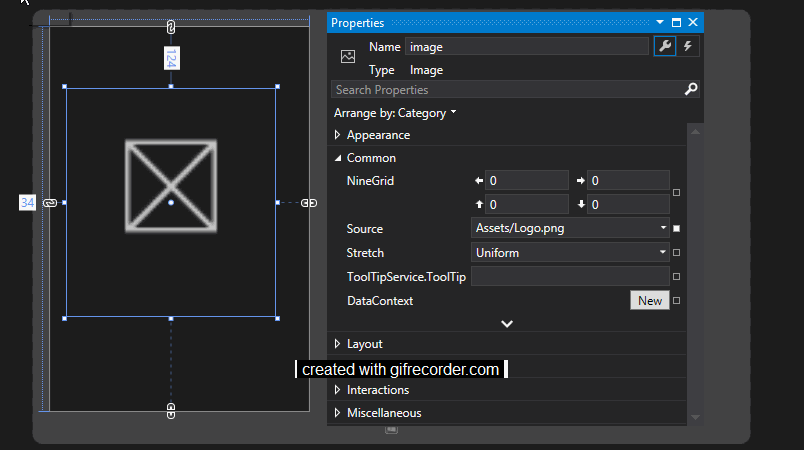 Properties
Name image
Type Image
Search Properties
Arrange by: Category
Appearance
Common
NineGrid 0 0
0 0
Source Assets/Logo.png
Stretch Uniform
ToolTipService.ToolTip
DataContext New
Layout
created with gifrecorder.com
Interactions
Miscellaneous
124
34